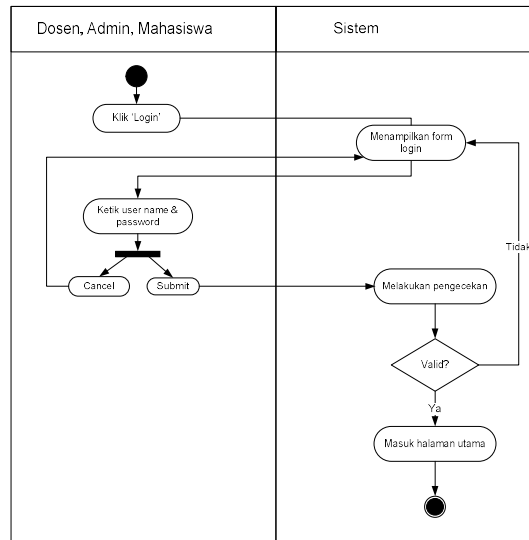 Dosen, Admin, Mahasiswa
Sistem
Klik 'Login'
Menampilkan form
login
Ketik user name &
password
Tidak
Cancel
Submit
Melakukan pengecekan
Valid?
Ya
Masuk halaman utama